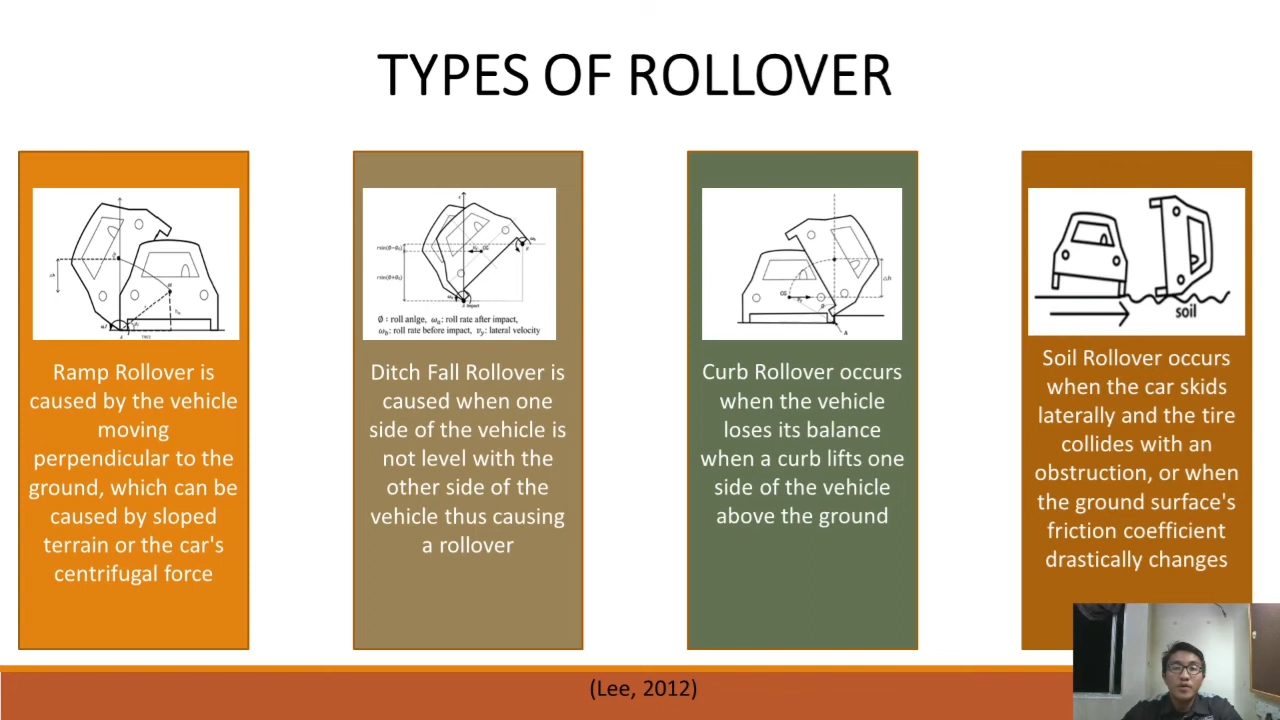 TYPES OF ROLLOVER
Ramp Rollover is
caused by the vehicle
moving
perpendicular to the
ground, which can be
caused by sloped
terrain or the car's
centrifugal force
Ø : roll anlge, ωa: roll rate after impact,
ωb: roll rate before impact, vy: lateral velocity
Ditch Fall Rollover is
caused when one
side of the vehicle is
not level with the
other side of the
vehicle thus causing
a rollover
CG
Δh
A
Curb Rollover occurs
when the vehicle
loses its balance
when a curb lifts one
side of the vehicle
above the ground
soil
Soil Rollover occurs
when the car skids
laterally and the tire
collides with an
obstruction, or when
the ground surface's
friction coefficient
drastically changes
(Lee, 2012)